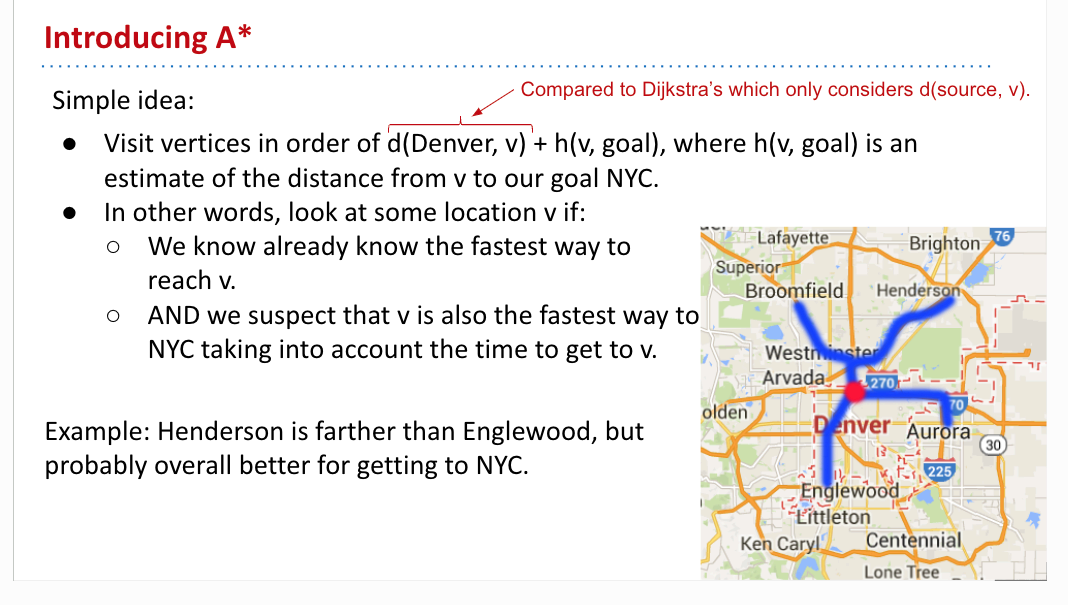 Introducing A*
Compared to Dijkstra's which only considers d(source, v).
Simple idea:
● Visit vertices in order of d(Denver, v) + h(v, goal), where h(v, goal) is an
estimate of the distance from v to our goal NYC.
● In other words, look at some location v if:
○ We know already know the fastest way to
reach v.
○ AND we suspect that v is also the fastest way to
NYC taking into account the time to get to v.
Example: Henderson is farther than Englewood, but
probably overall better for getting to NYC.
Lafayette
Brighton
76
Superior
Broomfield
Henderson
Westminster
Arvada
270
olden
70
Denver
Aurora
30
225
Englewood
Littleton
Ken Caryl
Centennial
Lone Tree